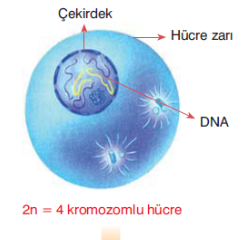 Çekirdek
Hücre zarı
DNA
2n = 4 kromozomlu hücre